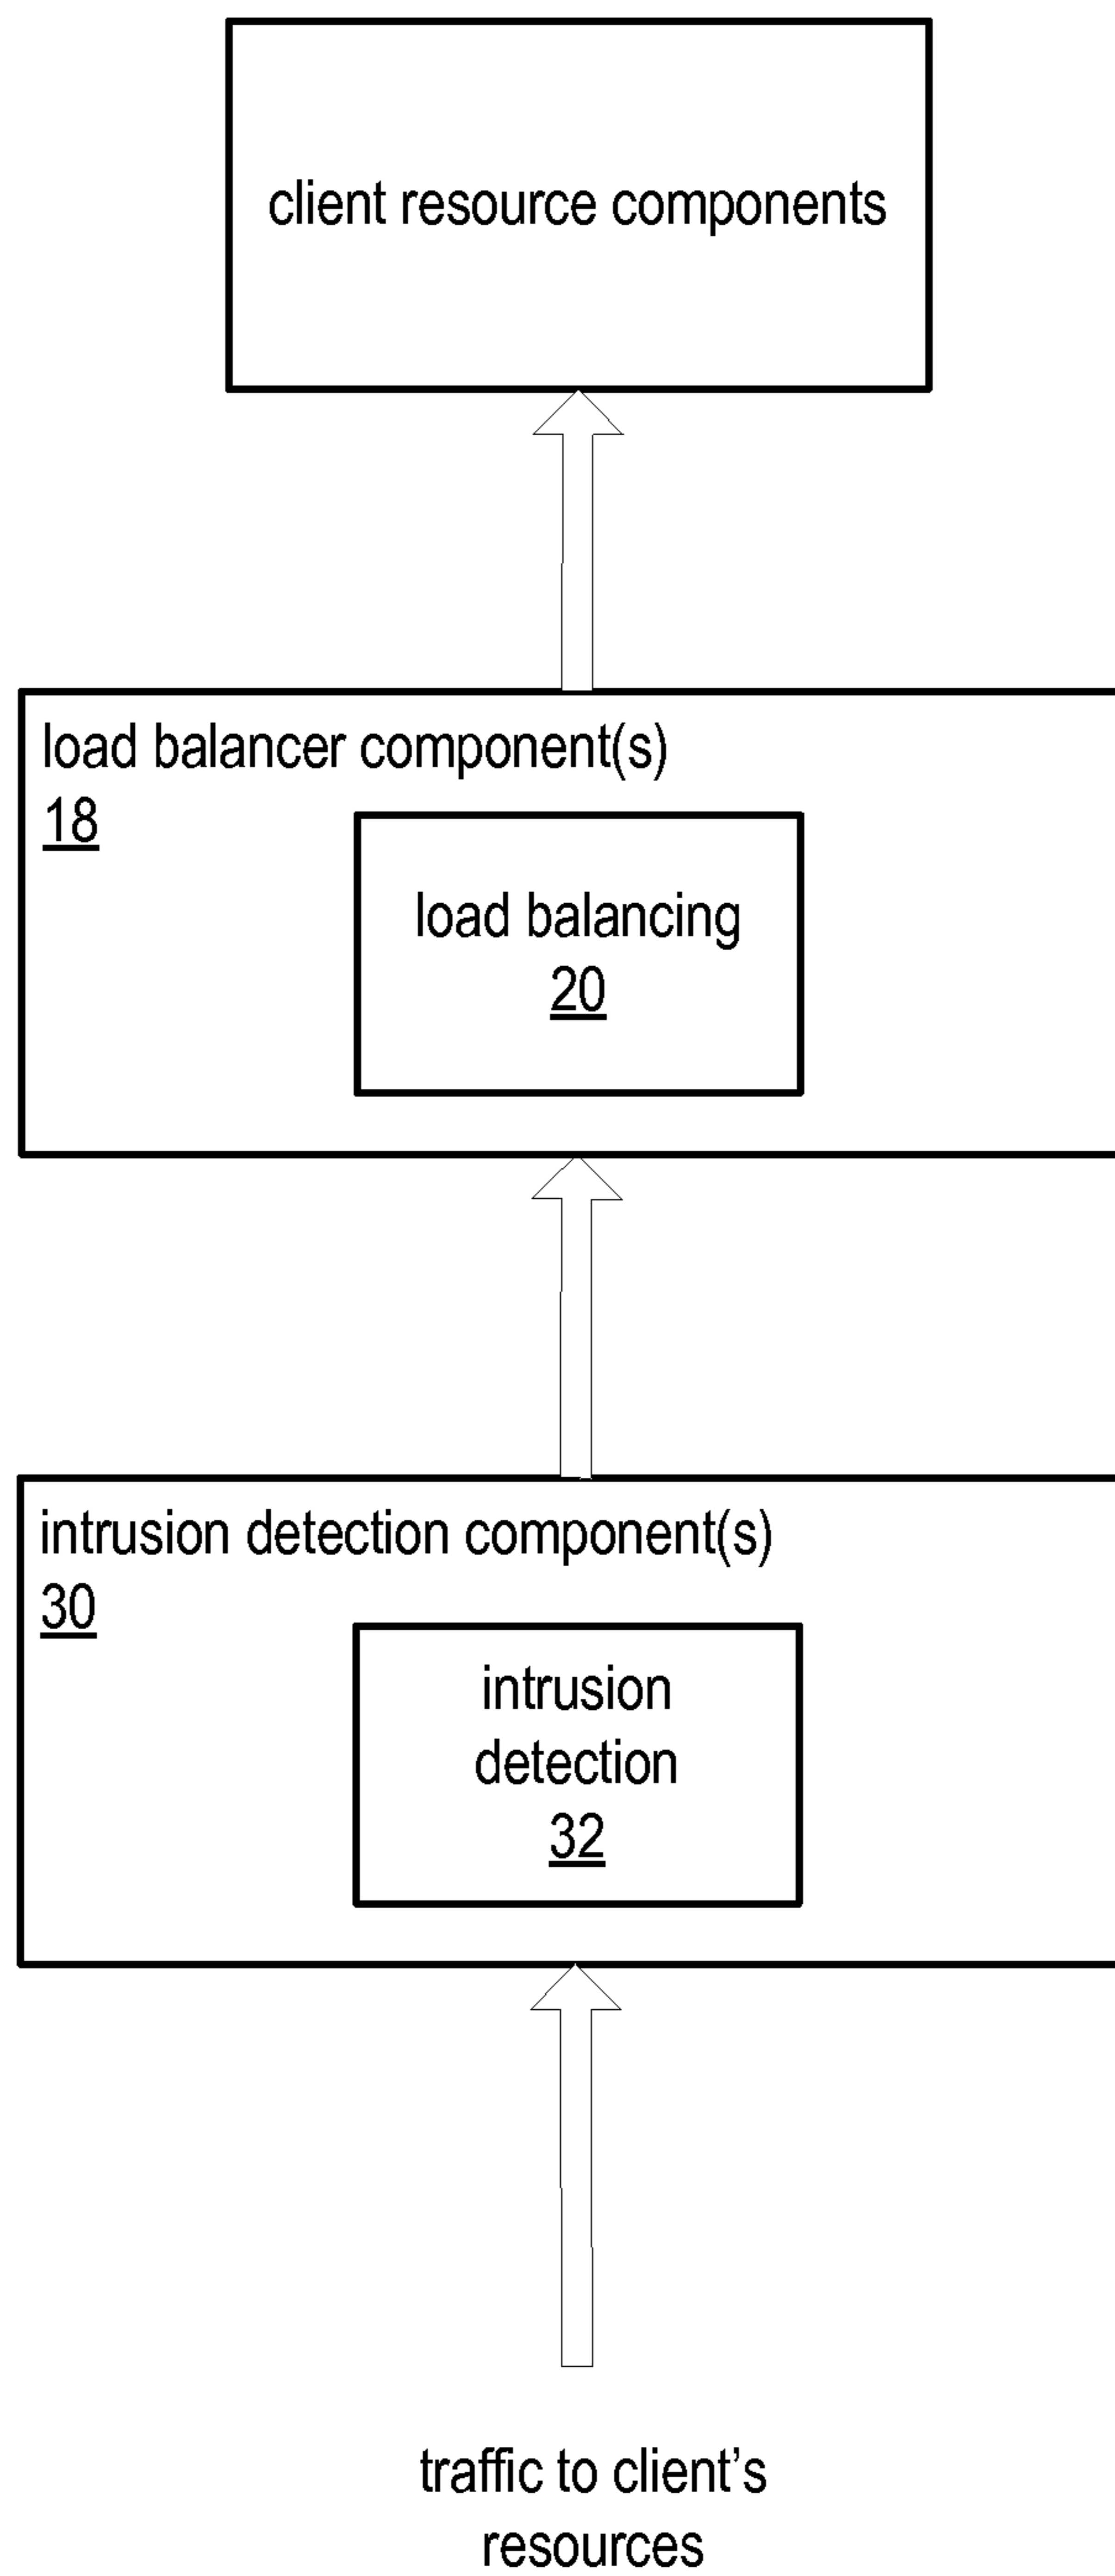 client resource components
load balancer component(s)
18
load balancing
20
intrusion detection component(s)
30
intrusion
detection
32
traffic to client’s
resources